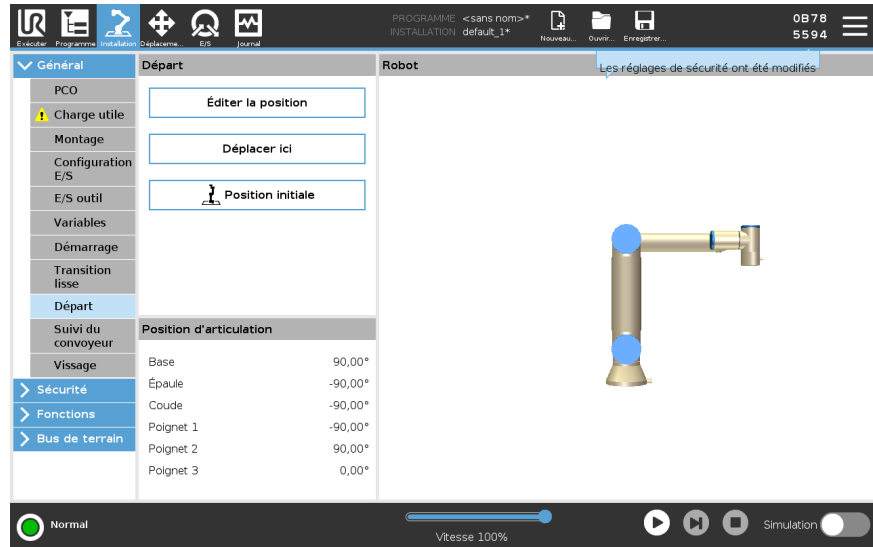 PROGRAMME <sans nom>*
INSTALLATION default_1*
0B78
5594
Exécuter Programme Installation Déplaceme... E/S Journal Nouveau... Ouvrir... Enregistrer...
Les réglages de sécurité ont été modifiés
Général
PCO
Charge utile
Montage
Configuration
E/S
E/S outil
Variables
Démarrage
Transition
lisse
Départ
Suivi du
convoyeur
Vissage
Sécurité
Fonctions
Bus de terrain
Départ
Éditer la position
Déplacer ici
Position initiale
Position d'articulation
Base 90,00°
Épaule -90,00°
Coude -90,00°
Poignet 1 -90,00°
Poignet 2 90,00°
Poignet 3 0,00°
Robot
Normal
Vitesse 100%
Simulation